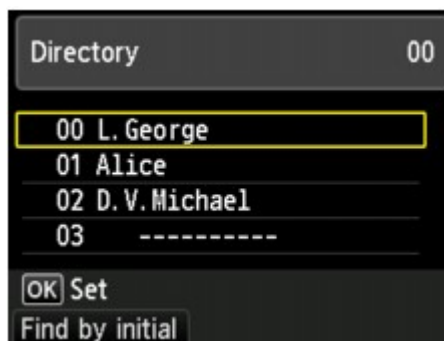 Directory 00
00 L.George
01 Alice
02 D.V.Michael
03 ----------
OK Set
Find by initial